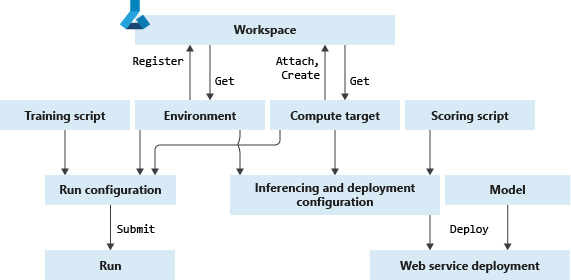 Workspace
Register
Get
Attach,
Create
Get
Training script
Environment
Compute target
Scoring script
Run configuration
Inferencing and deployment
configuration
Model
Submit
Deploy
Run
Web service deployment